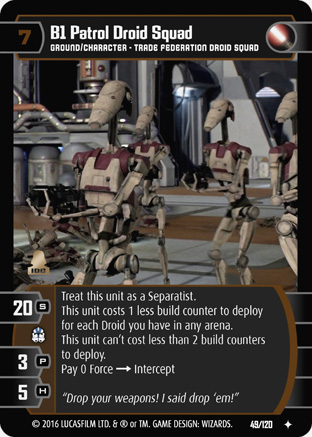 7
B1 Patrol Droid Squad
GROUND/CHARACTER - TRADE FEDERATION DROID SQUAD
20 S
3 P
5 H
Treat this unit as a Separatist.
This unit costs 1 less build counter to deploy
for each Droid you have in any arena.
This unit can't cost less than 2 build counters
to deploy.
Pay 0 Force → Intercept
"Drop your weapons! I said drop 'em!"
© 2016 LUCASFILM LTD. & ® or TM. GAME DESIGN: WIZARDS. 49/120